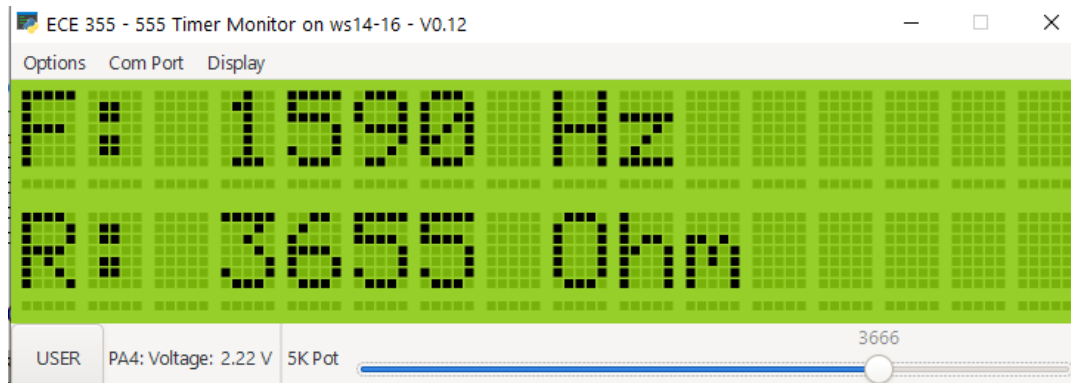 ECE 355 - 555 Timer Monitor on ws14-16 - V0.12
Options Com Port Display
F: 1590 Hz
R: 3655 Ohm
3666
USER PA4: Voltage: 2.22 V 5K Pot